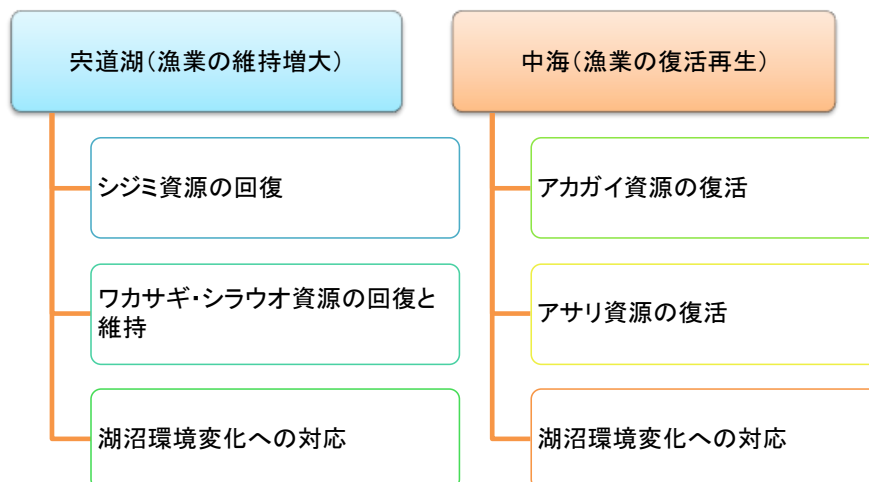 宍道湖(漁業の維持増大)
シジミ資源の回復
ワカサギ・シラウオ資源の回復と
維持
湖沼環境変化への対応
中海(漁業の復活再生)
アカガイ資源の復活
アサリ資源の復活
湖沼環境変化への対応